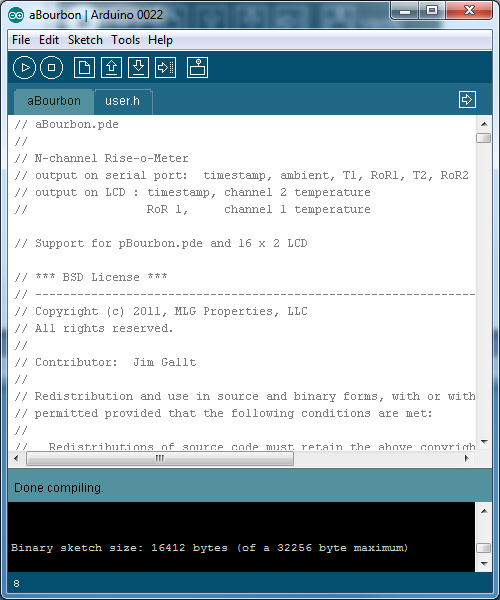 aBourbon | Arduino 0022
File Edit Sketch Tools Help
aBourbon user.h
// aBourbon.pde
//
// N-channel Rise-o-Meter
// output on serial port:  timestamp, ambient, T1, RoR1, T2, RoR2
// output on LCD : timestamp, channel 2 temperature
//                 RoR 1,     channel 1 temperature
// Support for pBourbon.pde and 16 x 2 LCD
// *** BSD License ***
// ---------------------------------------------------------------
// Copyright (c) 2011, MLG Properties, LLC
// All rights reserved.
//
// Contributor:  Jim Gallt
//
// Redistribution and use in source and binary forms, with or with
// permitted provided that the following conditions are met:
//
//   Redistributions of source code must retain the above copyrigh
Done compiling.
Binary sketch size: 16412 bytes (of a 32256 byte maximum)
8